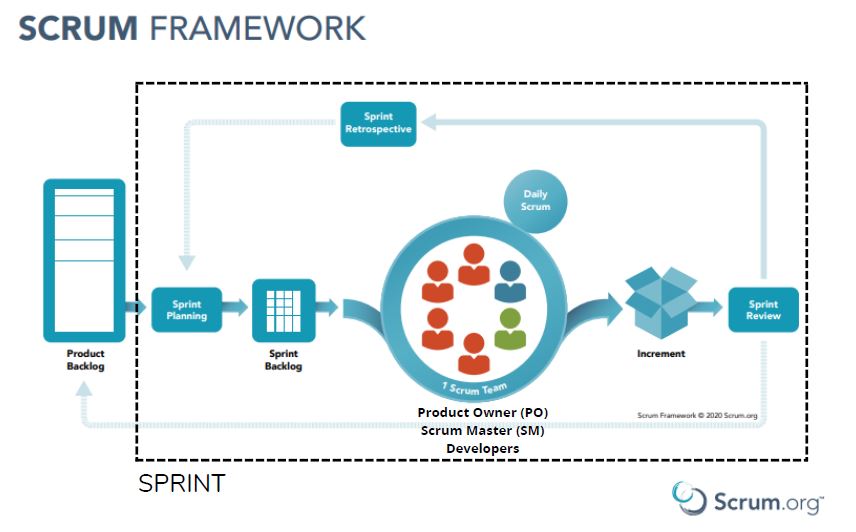 SCRUM FRAMEWORK
Sprint
Retrospective
Daily
Scrum
Sprint
Planning
Sprint
Review
Product
Backlog
Sprint
Backlog
1 Scrum Team
Increment
Product Owner (PO)
Scrum Master (SM)
Developers
Scrum Framework © 2020 Scrum.org
SPRINT
Scrum.org™